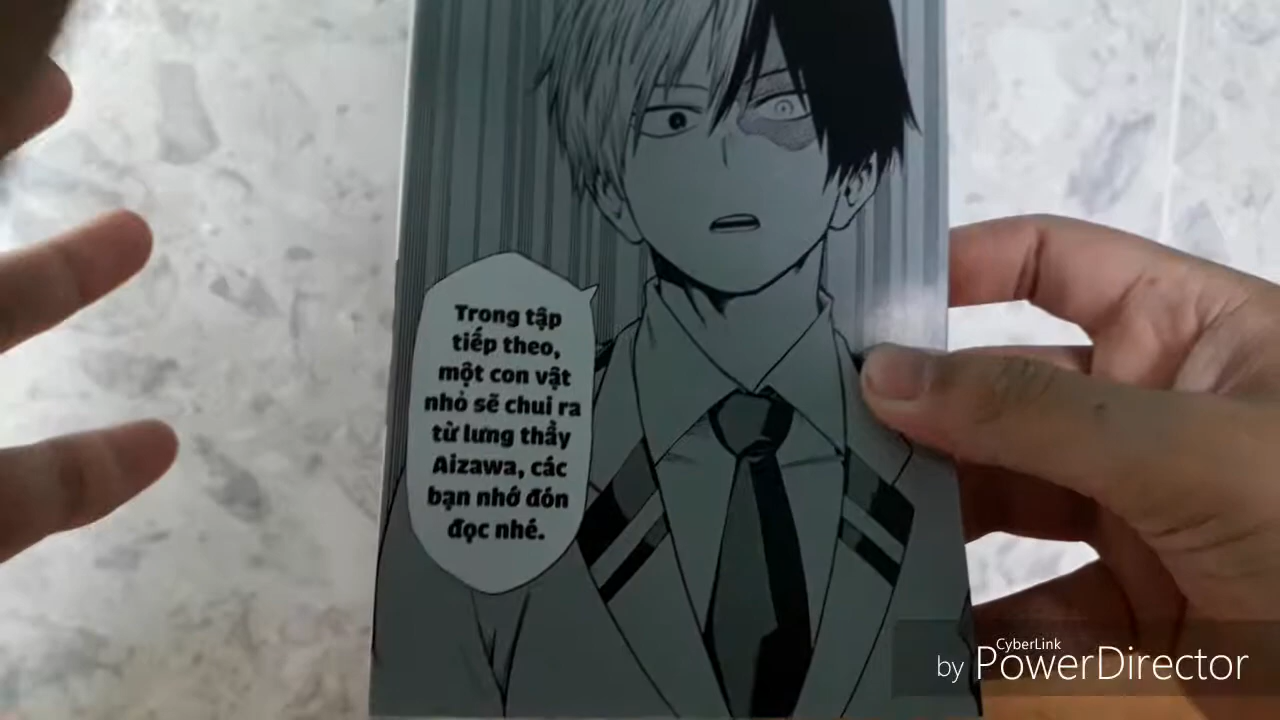 Trong tập
tiếp theo,
một con vật
nhỏ sẽ chui ra
từ lưng thầy
Aizawa, các
bạn nhớ đón
đọc nhé.
CyberLink
by PowerDirector